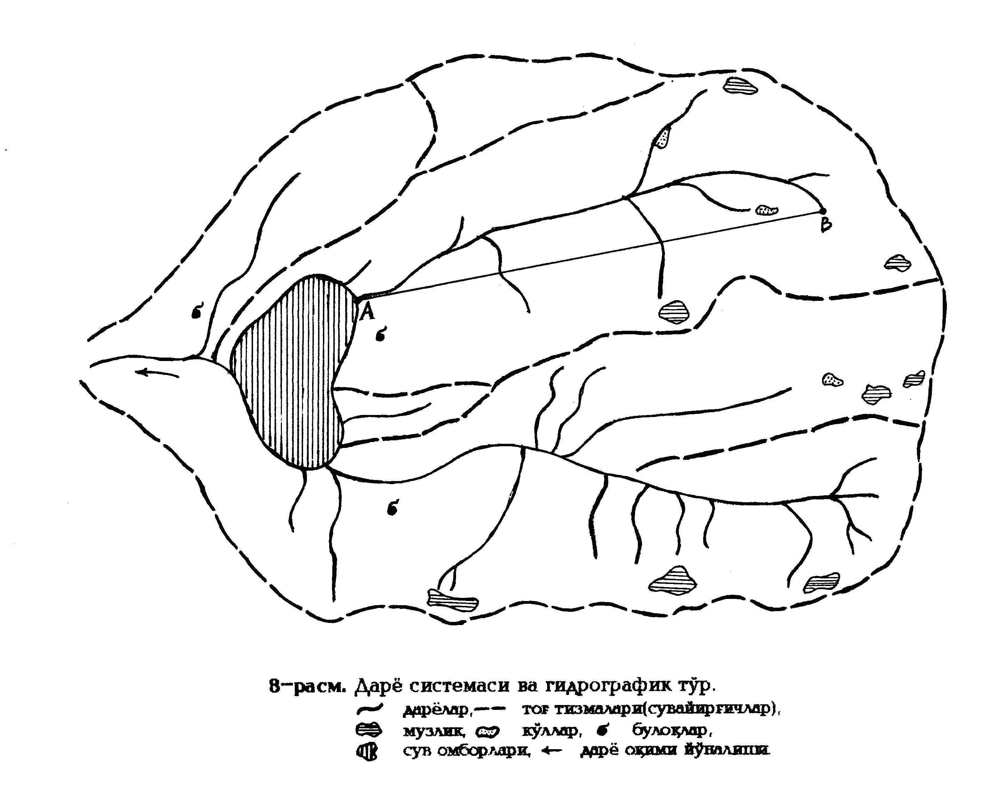 B
A
8-расм. Дарё системаси ва гидрографик тўр.
дарёлар, тоғ тизмалари(сувайирғичлар),
музлик, кўллар, булоқлар,
сув омборлари, дарё оқими йўналиши.